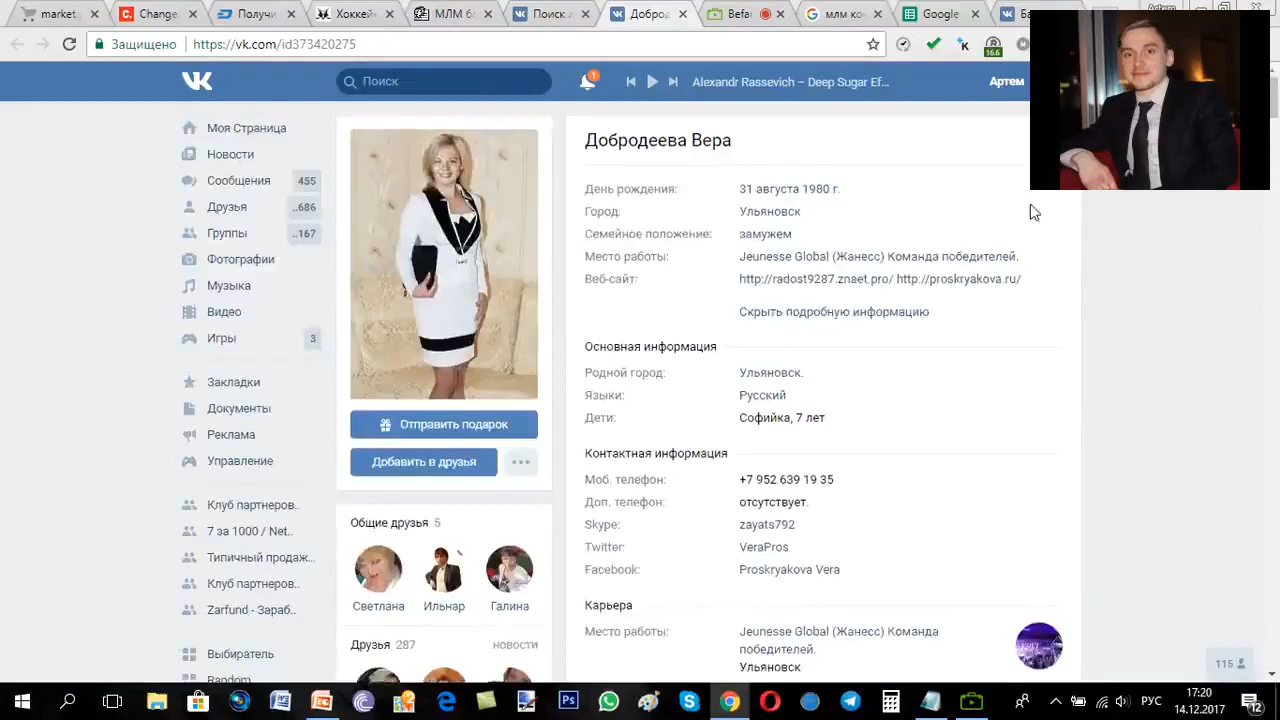 market
Change
Получи
Хоккей
МЛМ к
Поиск
Доброд
Befa
млм ко
Google
Защищено
https://vk.com/id373420275
16.6
Поиск
1
Alexandr Rassevich – Deep Sugar Ef...
Артем
Моя Страница
Новости
Сообщения 455
Друзья ..686
Группы ..167
Фотографии
Музыка
Видео
Игры 3
Закладки
Документы
Реклама
Управление
Клуб партнеров..
7 за 1000 / Net..
Типичный продаж...
Клуб партнеров..
Zarfund - Зараб..
Выбиратель
Random
Отправить подарок
Добавить в друзья
Общие друзья 5
Светлана Ильнар Галина
Друзья 287 новости
Добродеева Вера
День рождения: 31 августа 1980 г.
Город: Ульяновск
Семейное положение: замужем
Место работы: Jeunesse Global (Жанесс) Команда победителей.
Веб-сайт: http://radost9287.znaet.pro/ http://proskryakova.ru/
Скрыть подробную информацию
Основная информация
Родной город: Ульяновск.
Языки: Русский
Дети: Софийка, 7 лет
Контактная информация
Моб. телефон: +7 952 639 19 35
Доп. телефон: отсутствует.
Skype: zayats792
Twitter: VeraPros
Facebook: Proskryakova Vera
Карьера
Место работы: Jeunesse Global (Жанесс) Команда
победителей.
Ульяновск
115
РУС
17:20
14.12.2017
12